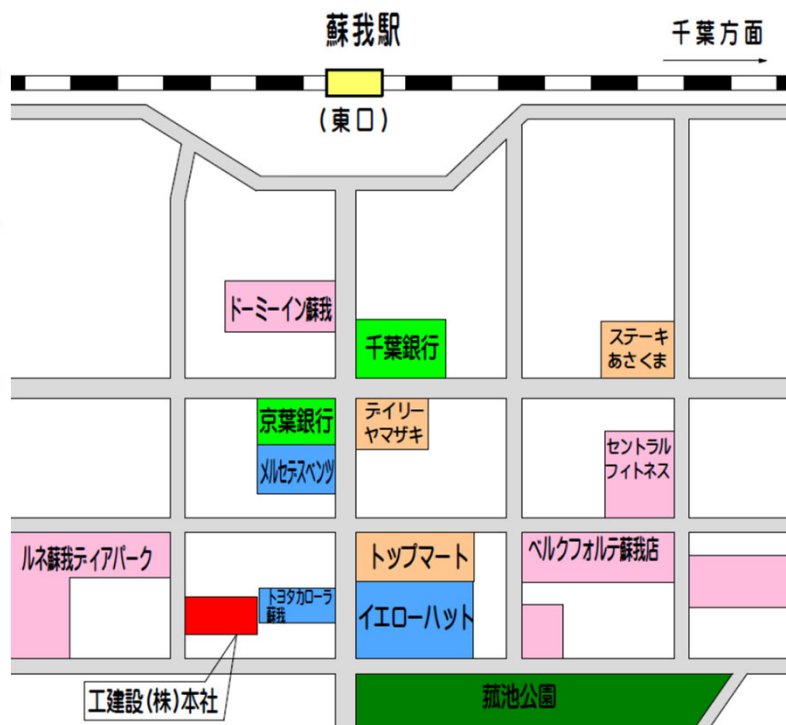 蘇我駅
千葉方面
(東口)
ドーミーイン蘇我
千葉銀行
ステーキ
あさくま
京葉銀行
デイリー
ヤマザキ
メルセデスベンツ
セントラル
フィトネス
ルネ蘇我ディアパーク
トップマート
ベルクフォルテ蘇我店
トヨタカローラ
蘇我
イエローハット
工建設(株)本社
菰池公園